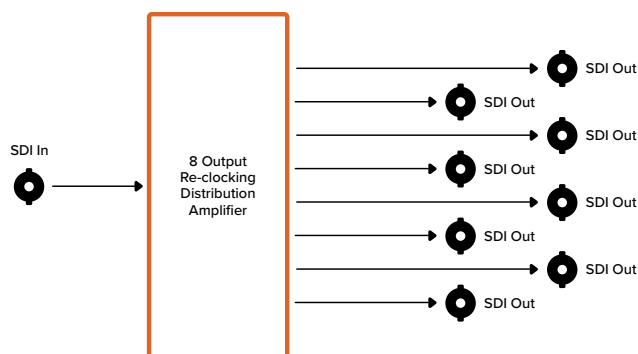 SDI Out
SDI Out
SDI Out
SDI In
8 Output
Re-clocking
Distribution
Amplifier
SDI Out
SDI Out
SDI Out
SDI Out
SDI Out